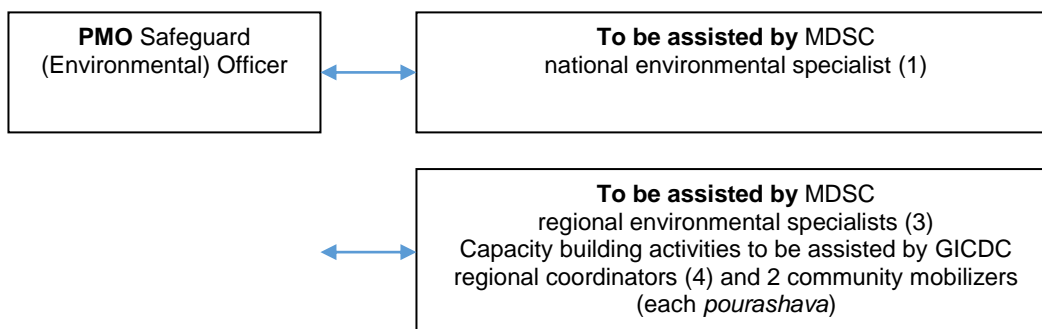 PMO Safeguard
(Environmental) Officer
To be assisted by MDSC
national environmental specialist (1)
To be assisted by MDSC
regional environmental specialists (3)
Capacity building activities to be assisted by GICDC
regional coordinators (4) and 2 community mobilizers
(each pourashava)